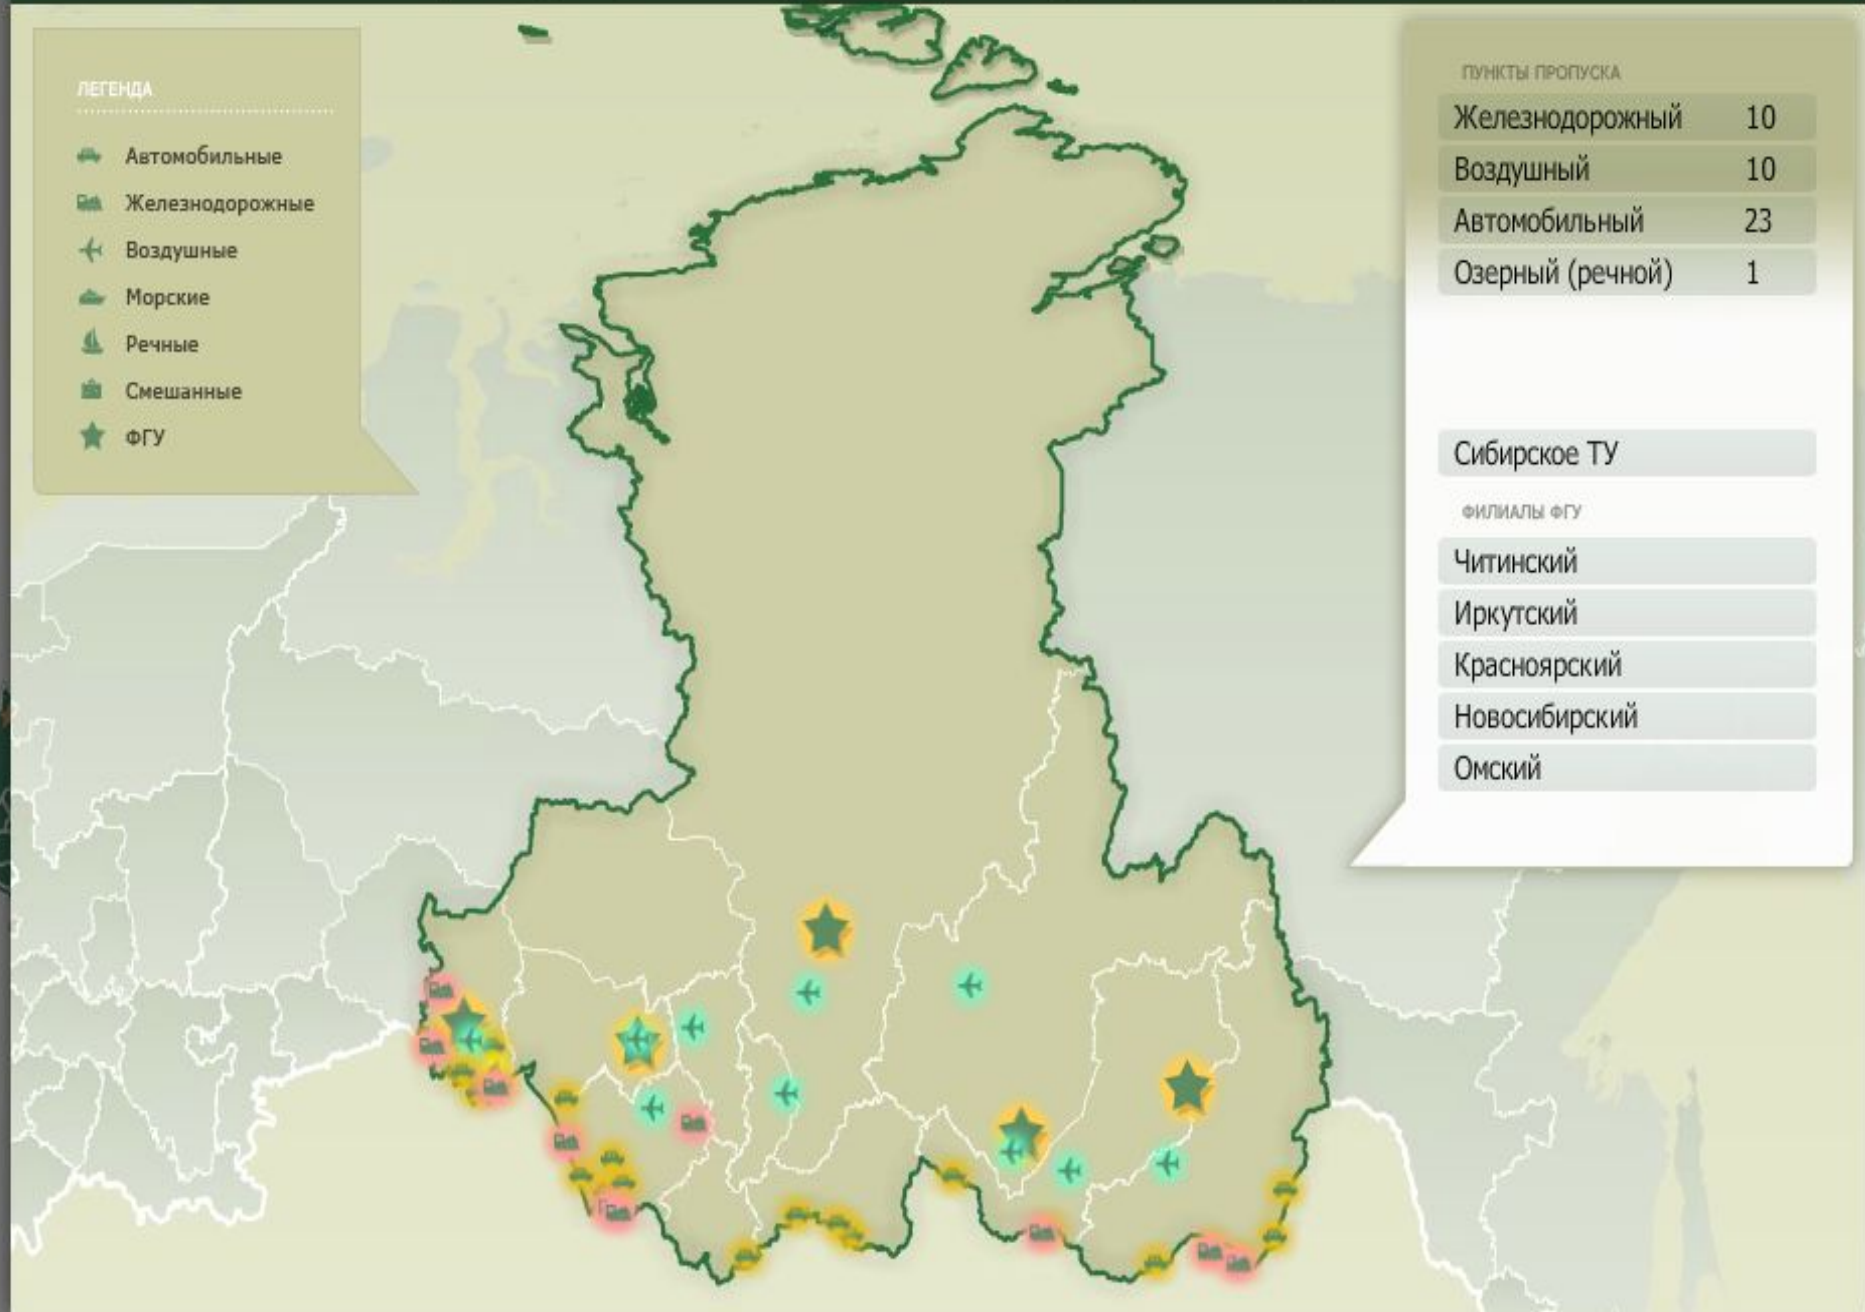 ЛЕГЕНДА
Автомобильные
Железнодорожные
Воздушные
Морские
Речные
Смешанные
ФГУ
ПУНКТЫ ПРОПУСКА
Железнодорожный 10
Воздушный 10
Автомобильный 23
Озерный (речной) 1
Сибирское ТУ
ФИЛИАЛЫ ФГУ
Читинский
Иркутский
Красноярский
Новосибирский
Омский